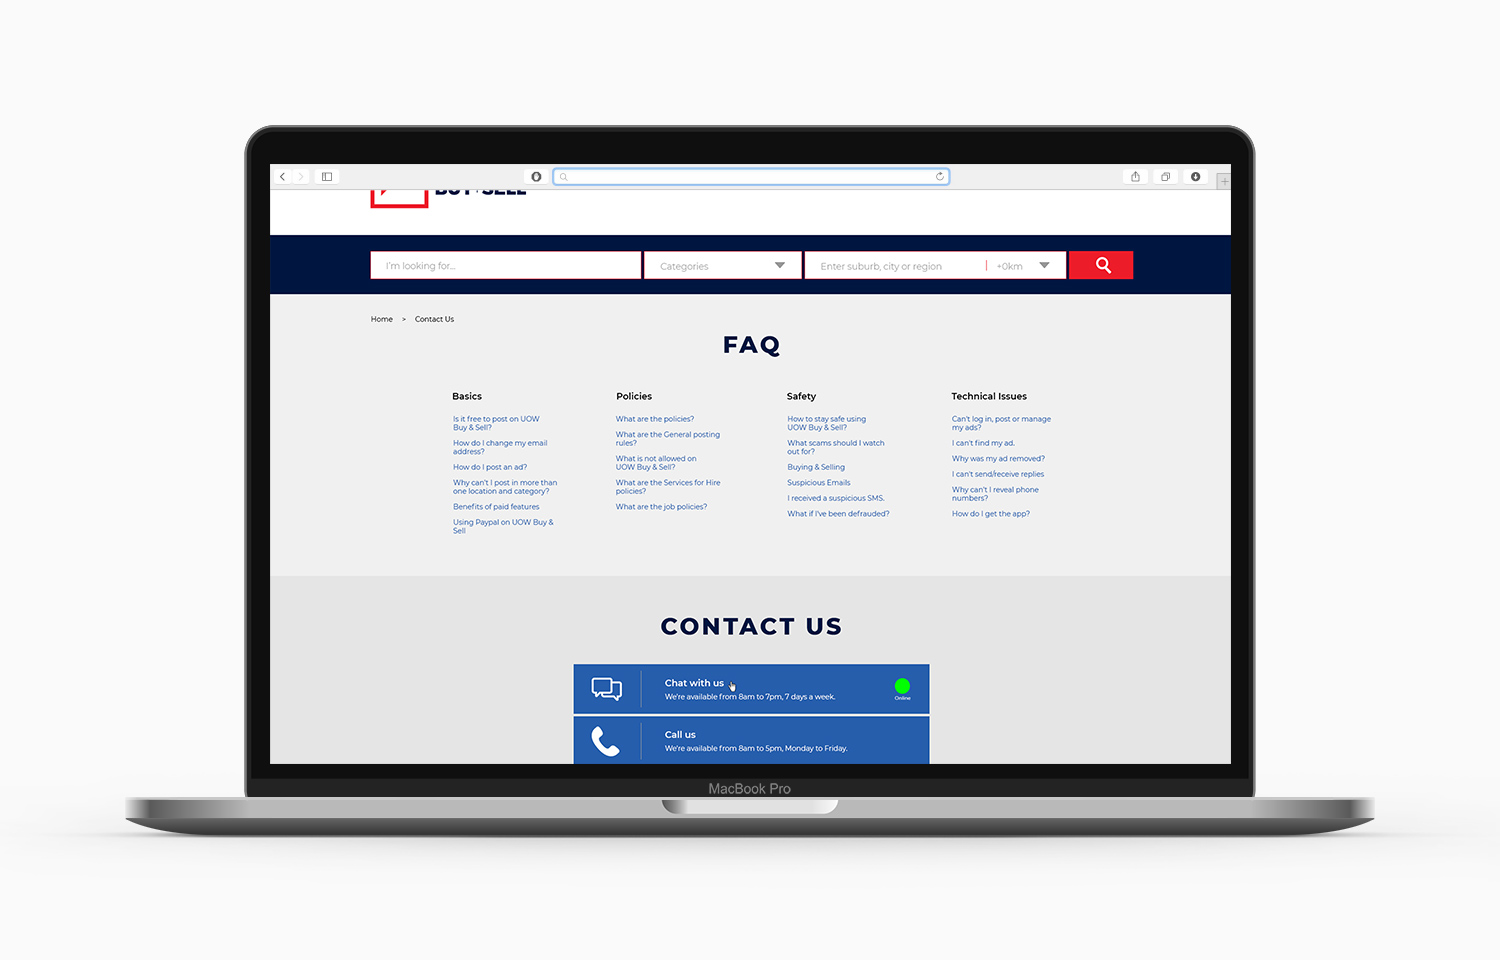 BUY + SELL
I'm looking for...
Categories
Enter suburb, city or region
+0km
Home > Contact Us
FAQ
Basics
Is it free to post on UOW
Buy & Sell?
How do I change my email
address?
How do I post an ad?
Why can't I post in more than
one location and category?
Benefits of paid features
Using Paypal on UOW Buy &
Sell
Policies
What are the policies?
What are the General posting
rules?
What is not allowed on
UOW Buy & Sell?
What are the Services for Hire
policies?
What are the job policies?
Safety
How to stay safe using
UOW Buy & Sell?
What scams should I watch
out for?
Buying & Selling
Suspicious Emails
I received a suspicious SMS.
What if I've been defrauded?
Technical Issues
Can't log in, post or manage
my ads?
I can't find my ad.
Why was my ad removed?
I can't send/receive replies
Why can't I reveal phone
numbers?
How do I get the app?
CONTACT US
Chat with us
We're available from 8am to 7pm, 7 days a week.
Online
Call us
We're available from 8am to 5pm, Monday to Friday.
MacBook Pro